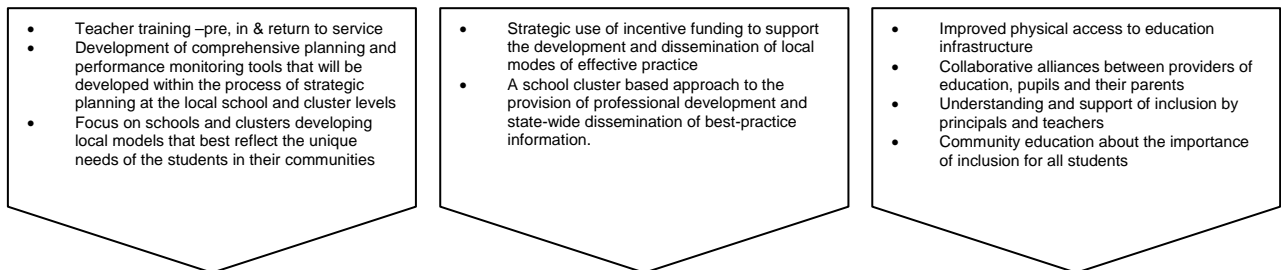 • Teacher training –pre, in & return to service
• Development of comprehensive planning and
performance monitoring tools that will be
developed within the process of strategic
planning at the local school and cluster levels
• Focus on schools and clusters developing
local models that best reflect the unique
needs of the students in their communities
• Strategic use of incentive funding to support
the development and dissemination of local
modes of effective practice
• A school cluster based approach to the
provision of professional development and
state-wide dissemination of best-practice
information.
• Improved physical access to education
infrastructure
• Collaborative alliances between providers of
education, pupils and their parents
• Understanding and support of inclusion by
principals and teachers
• Community education about the importance
of inclusion for all students